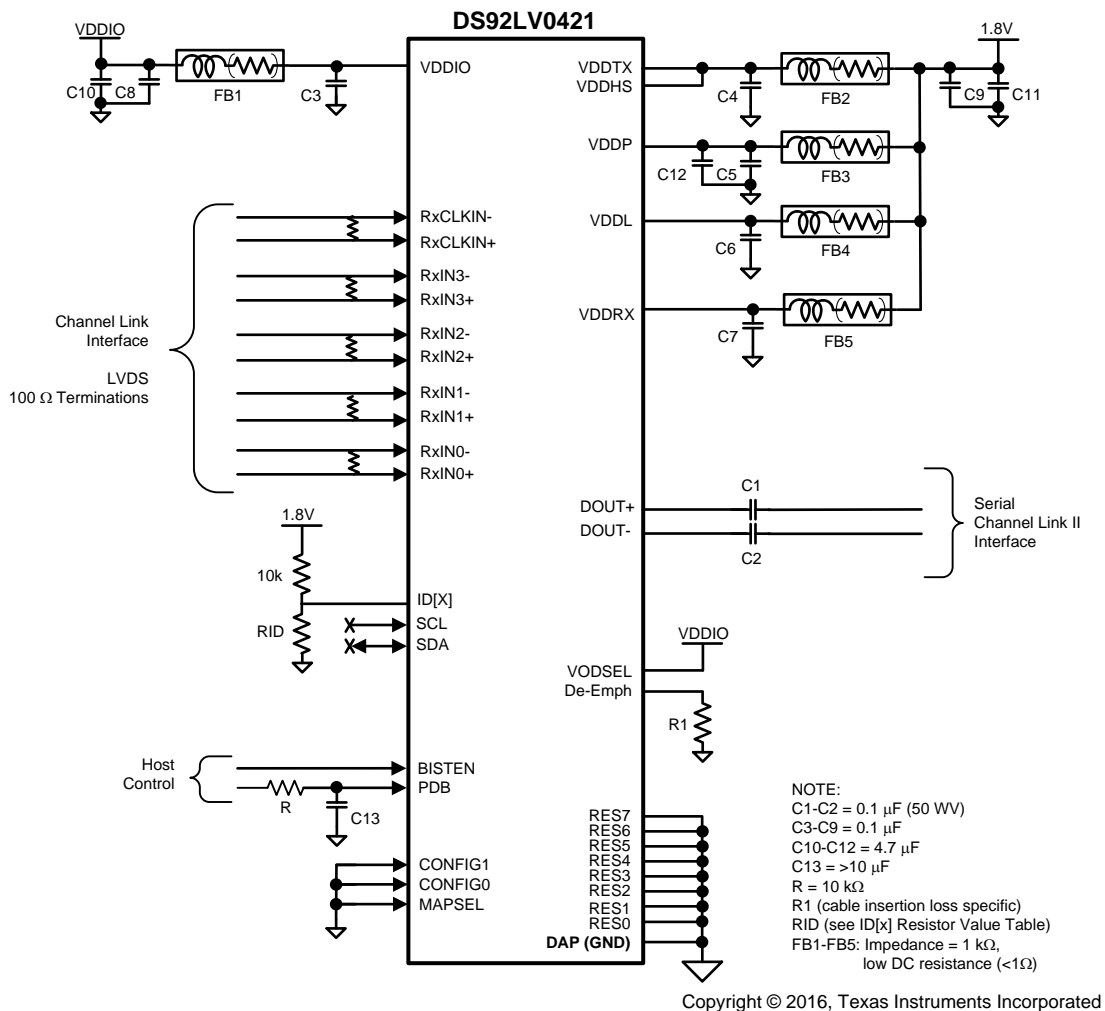 DS92LV0421
VDDIO
C10
C8
FB1
C3
VDDIO
VDDTX
VDDHS
C4
FB2
1.8V
C9
C11
VDDP
C12
C5
FB3
VDDL
C6
FB4
VDDRX
C7
FB5
Channel Link
Interface
LVDS
100 Ω Terminations
RxCLKIN-
RxCLKIN+
RxIN3-
RxIN3+
RxIN2-
RxIN2+
RxIN1-
RxIN1+
RxIN0-
RxIN0+
DOUT+
DOUT-
C1
C2
Serial
Channel Link II
Interface
1.8V
10k
RID
ID[X]
SCL
SDA
VDDIO
VODSEL
De-Emph
R1
Host
Control
R
C13
BISTEN
PDB
CONFIG1
CONFIG0
MAPSEL
RES7
RES6
RES5
RES4
RES3
RES2
RES1
RES0
DAP (GND)
NOTE:
C1-C2 = 0.1 μF (50 WV)
C3-C9 = 0.1 μF
C10-C12 = 4.7 μF
C13 = >10 μF
R = 10 kΩ
R1 (cable insertion loss specific)
RID (see ID[x] Resistor Value Table)
FB1-FB5: Impedance = 1 kΩ,
low DC resistance (<1Ω)
Copyright © 2016, Texas Instruments Incorporated